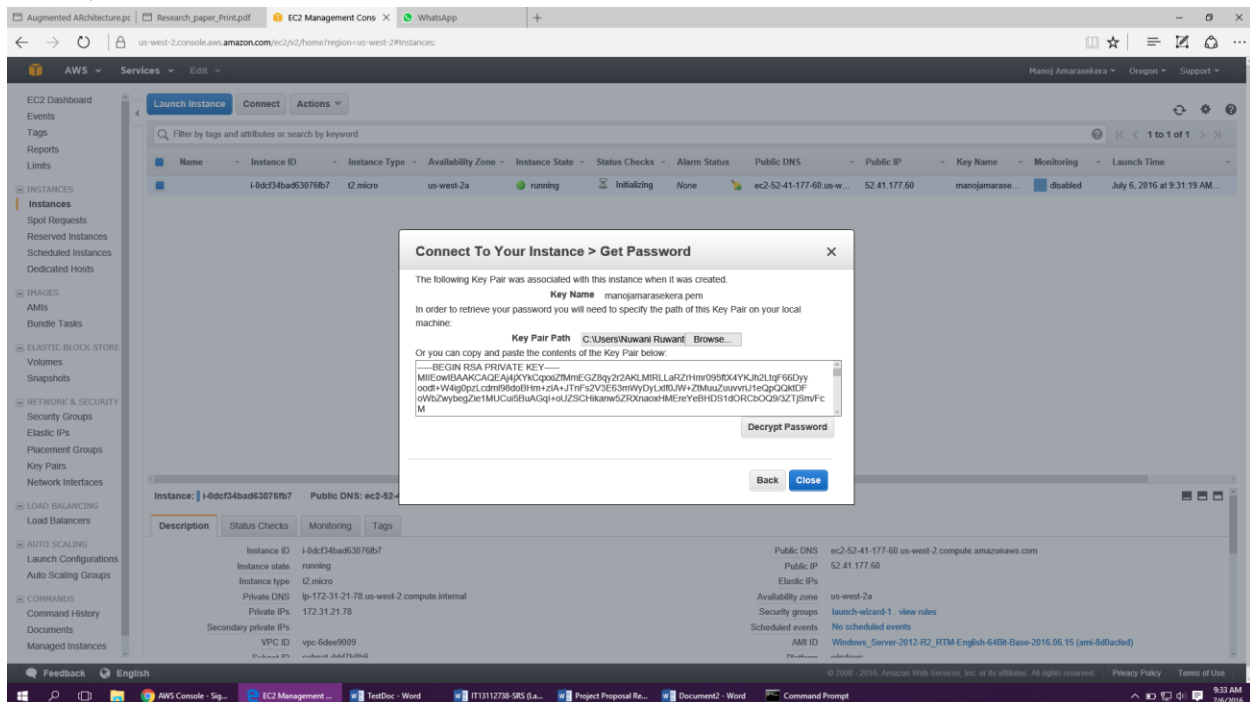 Augmented ARchitecture.pc
Research_paper_Print.pdf
EC2 Management Cons
WhatsApp
us-west-2.console.aws.amazon.com/ec2/v2/home?region=us-west-2#Instances:
AWS Services Edit
Manoj Amarasekera Oregon Support
EC2 Dashboard
Events
Tags
Reports
Limits
INSTANCES
Instances
Spot Requests
Reserved Instances
Scheduled Instances
Dedicated Hosts
IMAGES
AMIs
Bundle Tasks
ELASTIC BLOCK STORE
Volumes
Snapshots
NETWORK & SECURITY
Security Groups
Elastic IPs
Placement Groups
Key Pairs
Network Interfaces
LOAD BALANCING
Load Balancers
AUTO SCALING
Launch Configurations
Auto Scaling Groups
COMMANDS
Command History
Documents
Managed Instances
Launch Instance Connect Actions
Filter by tags and attributes or search by keyword
1 to 1 of 1
Name Instance ID Instance Type Availability Zone Instance State Status Checks Alarm Status Public DNS Public IP Key Name Monitoring Launch Time
i-0dcf34bad63076fb7 t2.micro us-west-2a running Initializing None ec2-52-41-177-60.us-w... 52.41.177.60 manojamarase... disabled July 6, 2016 at 9:31:19 AM...
Connect To Your Instance > Get Password
The following Key Pair was associated with this instance when it was created.
Key Name manojamarasekera.pem
In order to retrieve your password you will need to specify the path of this Key Pair on your local
machine:
Key Pair Path C:\Users\Nuwani Ruwant Browse...
Or you can copy and paste the contents of the Key Pair below:
-----BEGIN RSA PRIVATE KEY-----
Decrypt Password
Back Close
Instance: i-0dcf34bad63076fb7 Public DNS: ec2-52-4
Description Status Checks Monitoring Tags
Instance ID i-0dcf34bad63076fb7
Instance state running
Instance type t2.micro
Private DNS ip-172-31-21-78.us-west-2.compute.internal
Private IPs 172.31.21.78
Secondary private IPs
VPC ID vpc-6dee9009
Public DNS ec2-52-41-177-60.us-west-2.compute.amazonaws.com
Public IP 52.41.177.60
Elastic IPs
Availability zone us-west-2a
Security groups launch-wizard-1. view rules
Scheduled events No scheduled events
AMI ID Windows_Server-2012-R2_RTM-English-64Bit-Base-2016.06.15 (ami-8d0acfed)
Feedback English
© 2008 - 2016, Amazon Web Services, Inc. or its affiliates. All rights reserved. Privacy Policy Terms of Use
AWS Console - Sig...
EC2 Management ...
TestDoc - Word
IT13112738-SRS (La...
Project Proposal Re...
Document2 - Word
Command Prompt
9:33 AM
7/6/2016